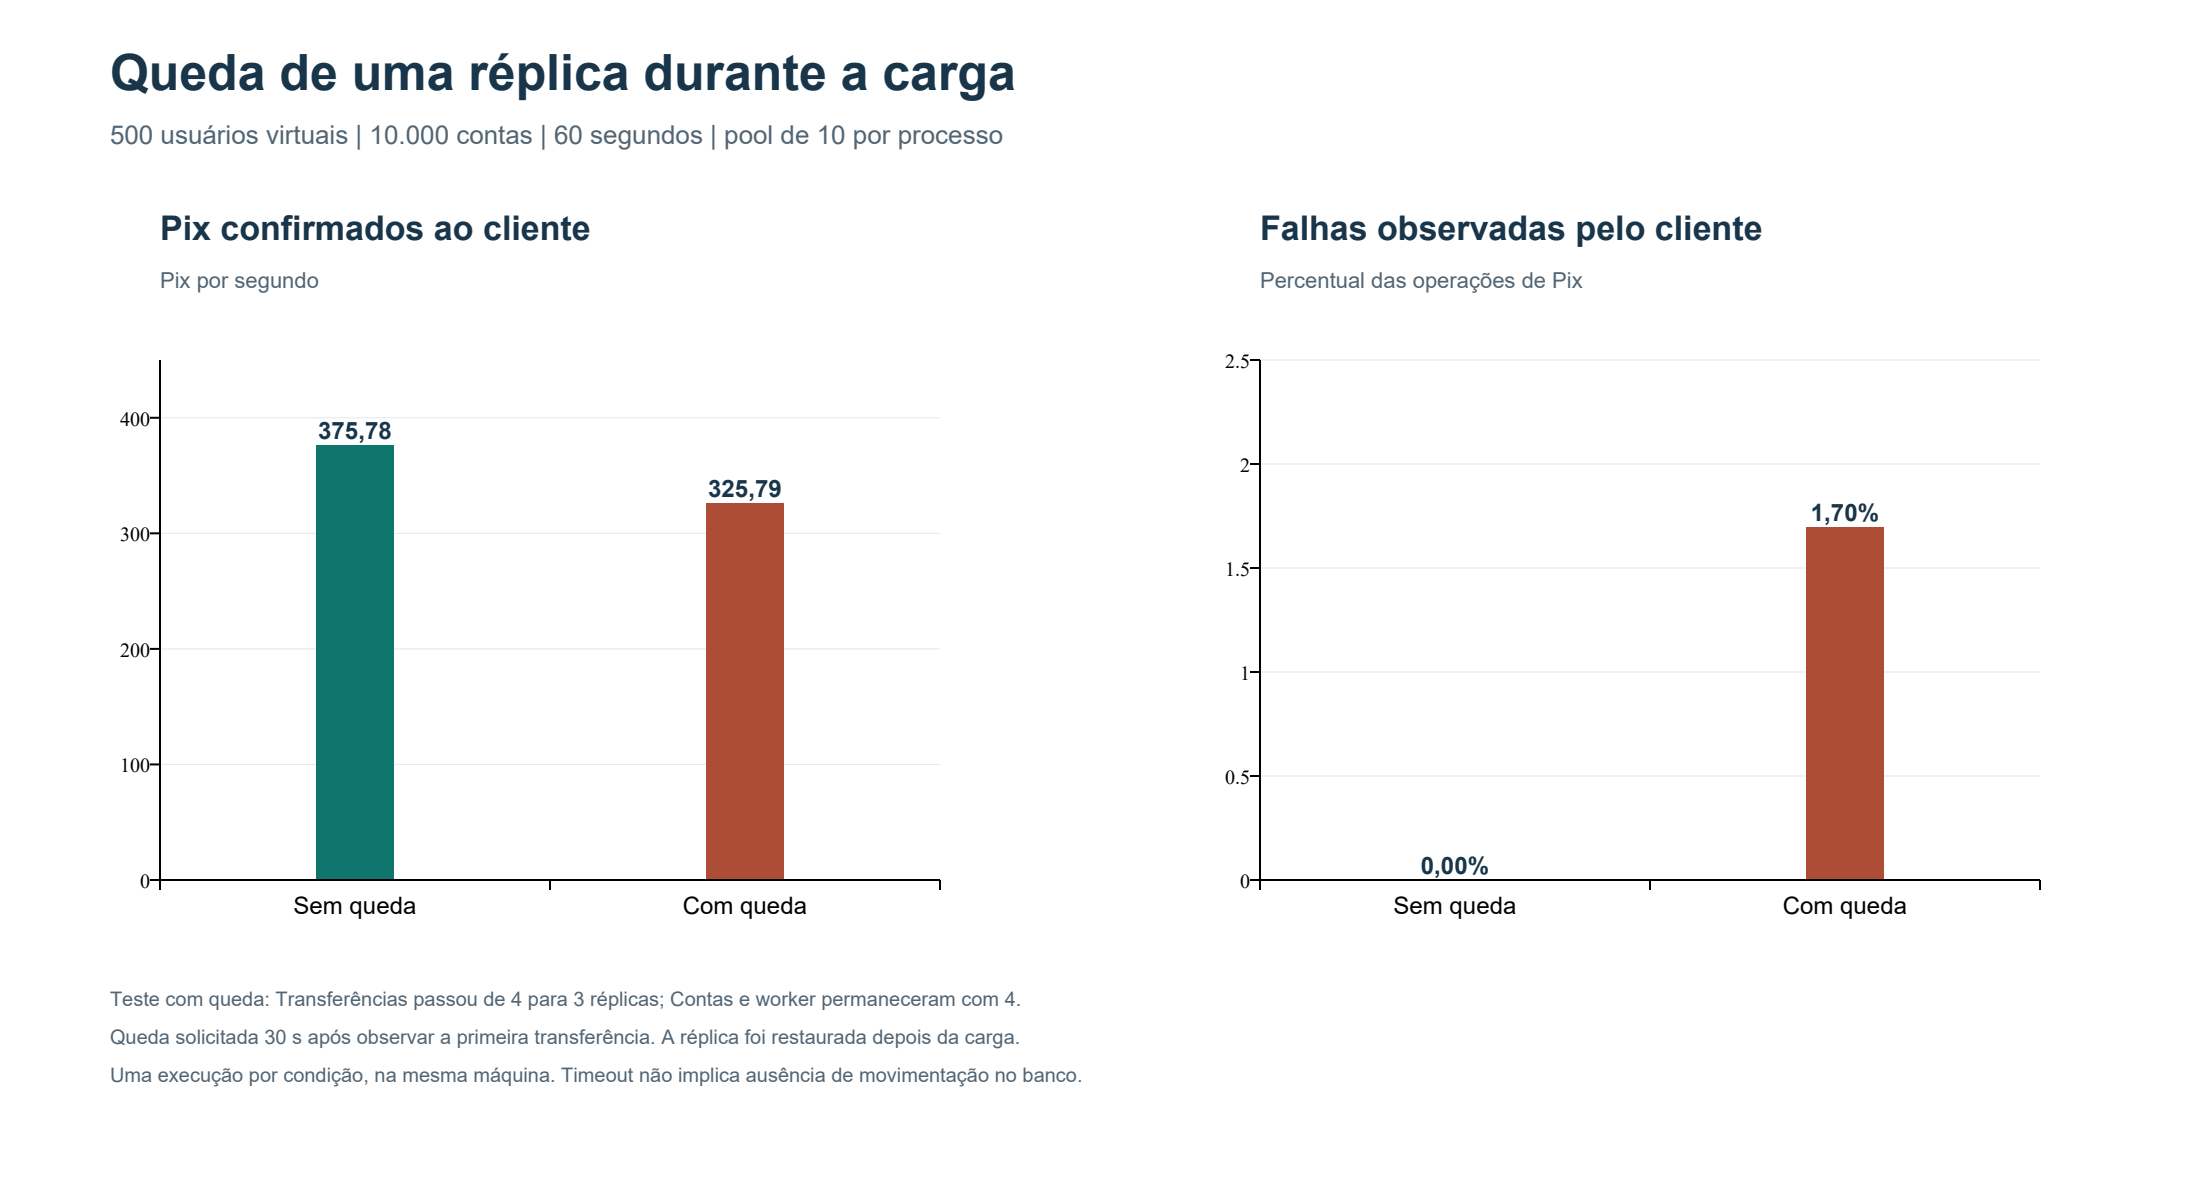 Queda de uma réplica durante a carga
500 usuários virtuais | 10.000 contas | 60 segundos | pool de 10 por processo
Pix confirmados ao cliente
Pix por segundo
400
300
200
100
0
375,78
325,79
Sem queda
Com queda
Falhas observadas pelo cliente
Percentual das operações de Pix
2.5
2
1.5
1
0.5
0
0,00%
1,70%
Sem queda
Com queda
Teste com queda: Transferências passou de 4 para 3 réplicas; Contas e worker permaneceram com 4.
Queda solicitada 30 s após observar a primeira transferência. A réplica foi restaurada depois da carga.
Uma execução por condição, na mesma máquina. Timeout não implica ausência de movimentação no banco.